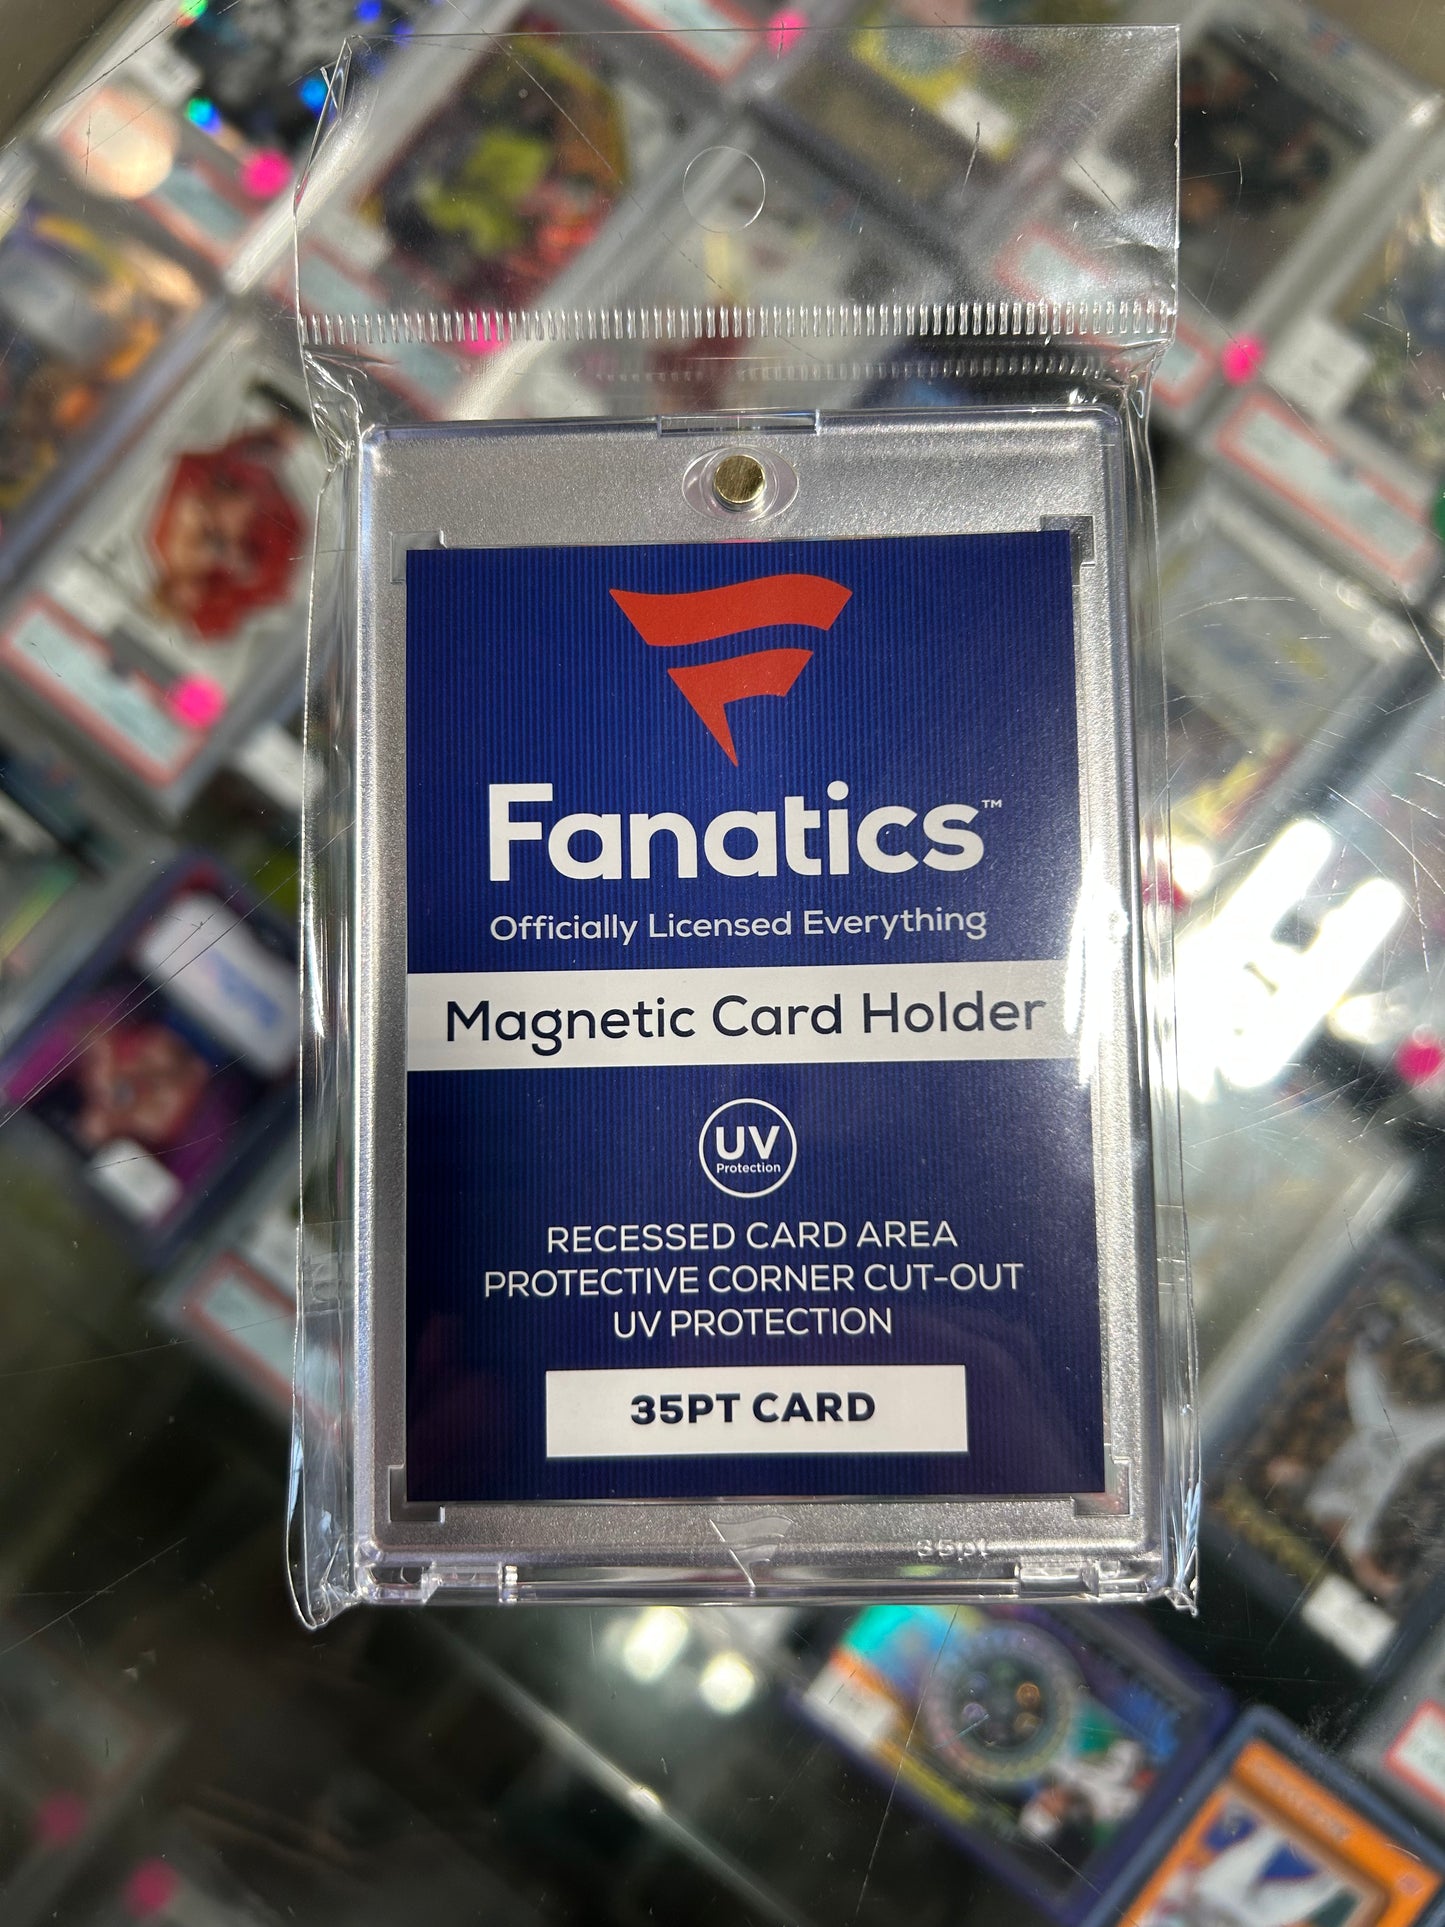 Fanatics™
Officially Licensed Everything
Magnetic Card Holder
UV
Protection
RECESSED CARD AREA
PROTECTIVE CORNER CUT-OUT
UV PROTECTION
35PT CARD
35pt